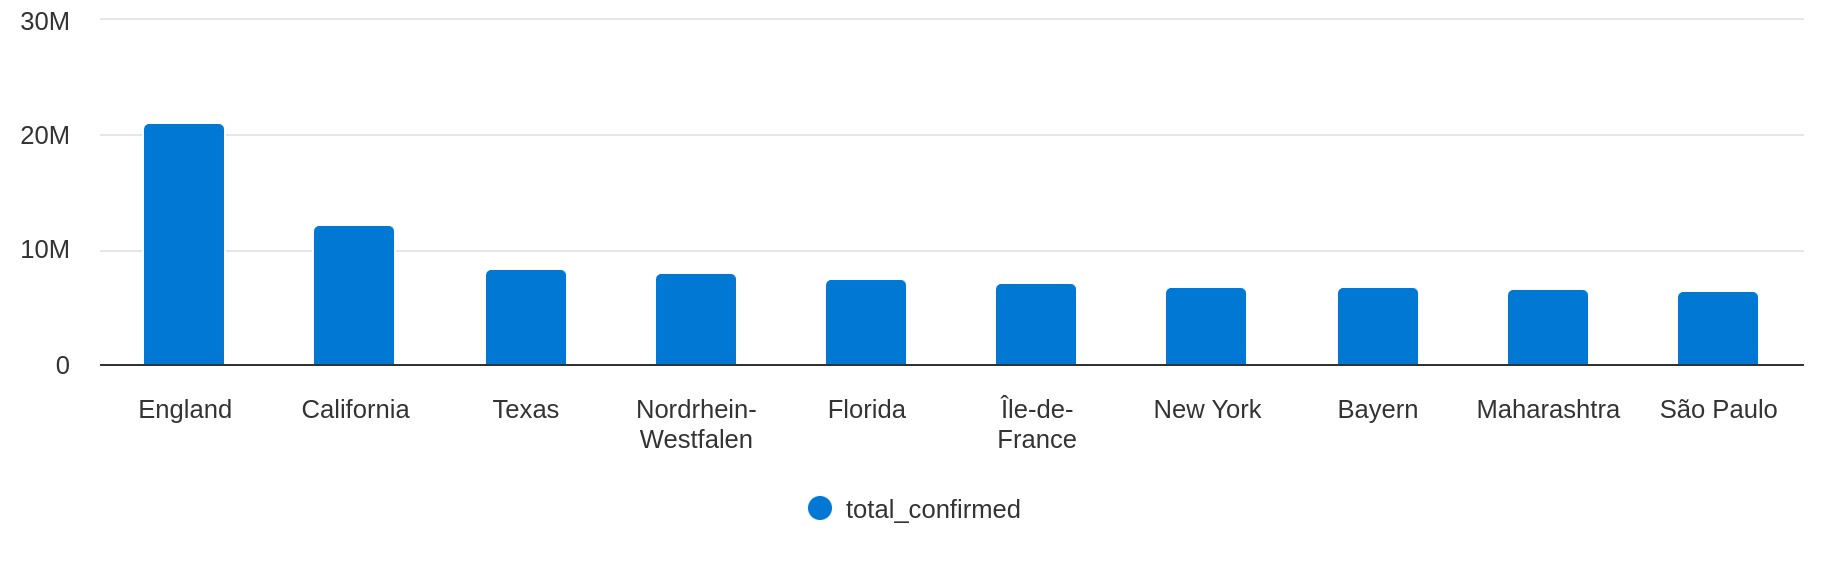 30M
20M
10M
0
England
California
Texas
Nordrhein-
Westfalen
Florida
Île-de-
France
New York
Bayern
Maharashtra
São Paulo
total_confirmed